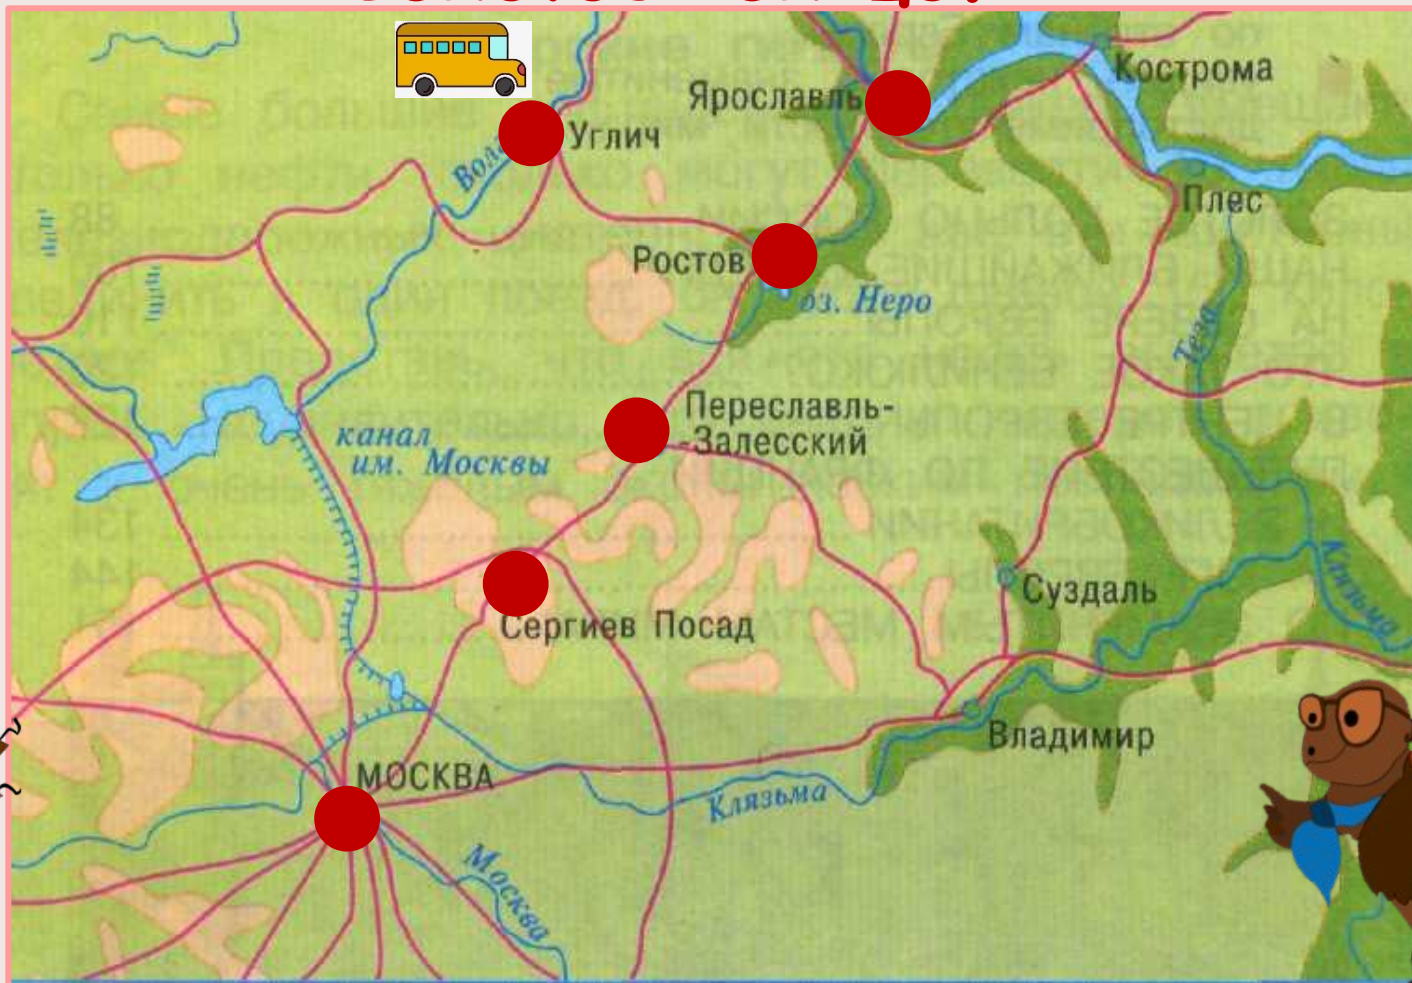 Кострома
Ярославль
Углич
Плес
Ростов
оз. Неро
Теза
Переславль-
-Залесский
канал
им. Москвы
Клязьма
Суздаль
Сергиев Посад
Владимир
МОСКВА
Клязьма
Москва